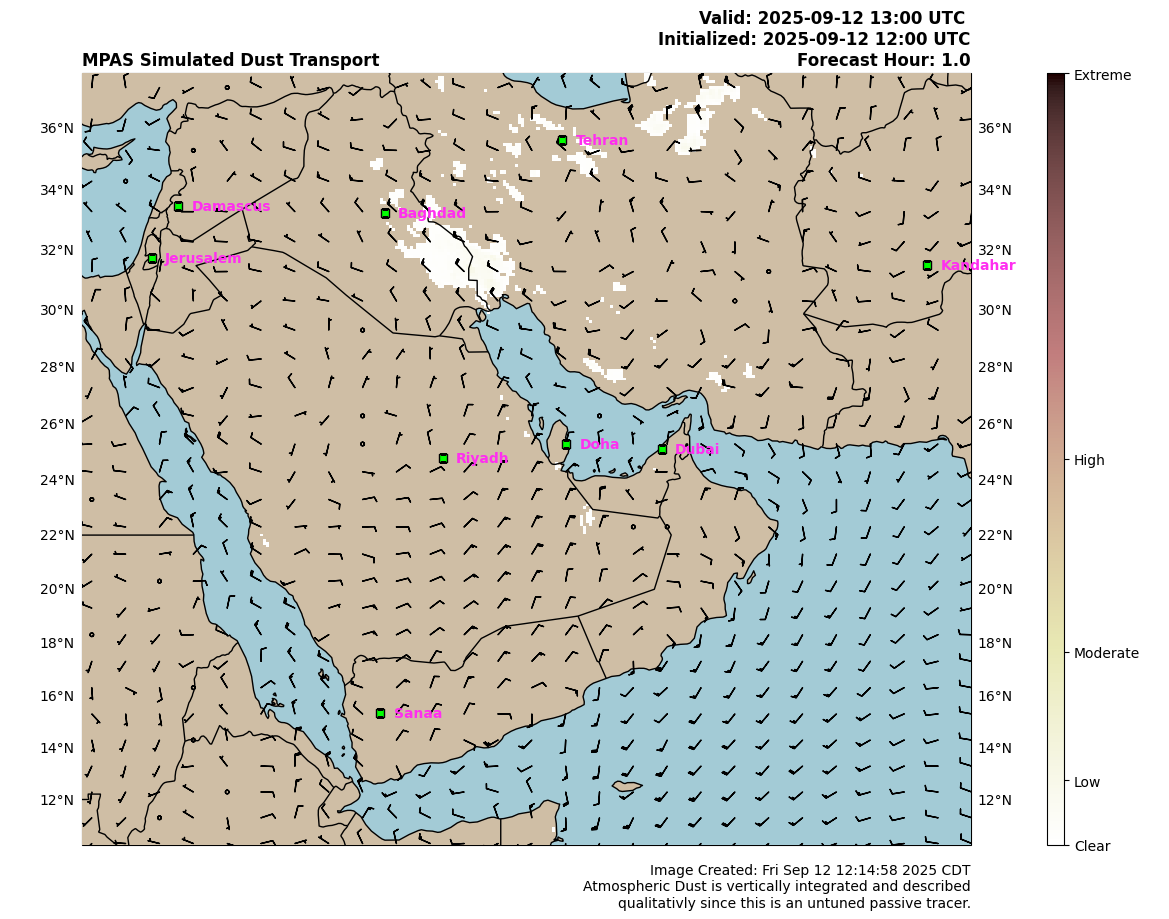 Valid: 2025-09-12 13:00 UTC
Initialized: 2025-09-12 12:00 UTC
MPAS Simulated Dust Transport
Forecast Hour: 1.0
Extreme
36°N
36°N
Tehran
34°N
34°N
Damascus
Baghdad
32°N
32°N
Jerusalem
Kandahar
30°N
30°N
28°N
28°N
26°N
26°N
Doha
Dubai
Riyadh
High
24°N
24°N
22°N
22°N
20°N
20°N
18°N
18°N
Moderate
16°N
16°N
Sanaa
14°N
14°N
Low
12°N
12°N
Clear
Image Created: Fri Sep 12 12:14:58 2025 CDT
Atmospheric Dust is vertically integrated and described
qualitativly since this is an untuned passive tracer.